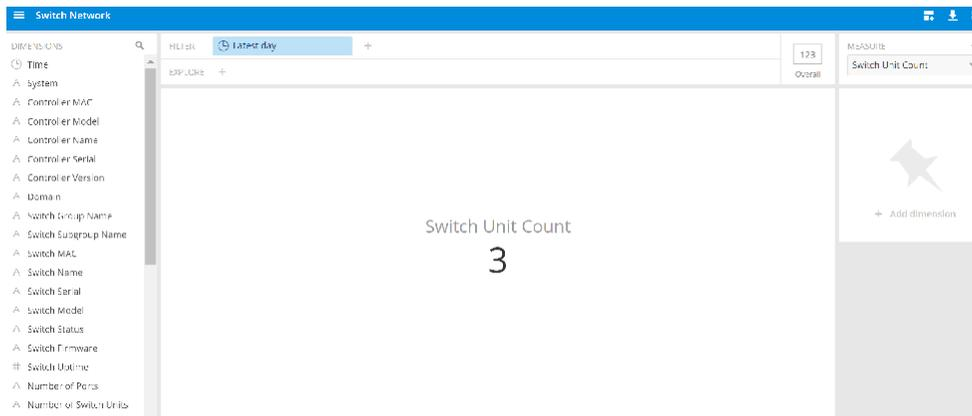 Switch Network
DIMENSIONS
Time
System
Controller MAC
Controller Model
Controller Name
Controller Serial
Controller Version
Domain
Switch Group Name
Switch Subgroup Name
Switch MAC
Switch Name
Switch Serial
Switch Model
Switch Status
Switch Firmware
Switch Uptime
Number of Ports
Number of Switch Units
FILTER Latest day
EXPLORE
123
Overall
Switch Unit Count
3
MEASURE
Switch Unit Count
Add dimension